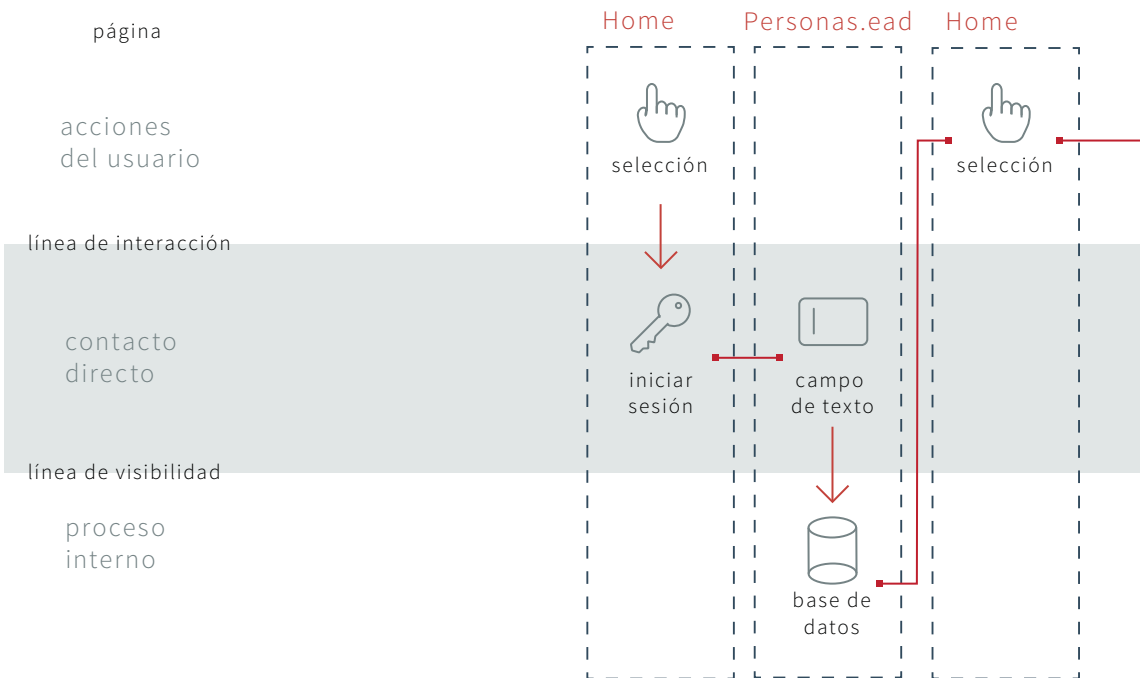 página
Home
Personas.ead
Home
acciones
del usuario
selección
selección
línea de interacción
contacto
directo
iniciar
sesión
campo
de texto
línea de visibilidad
proceso
interno
base de
datos